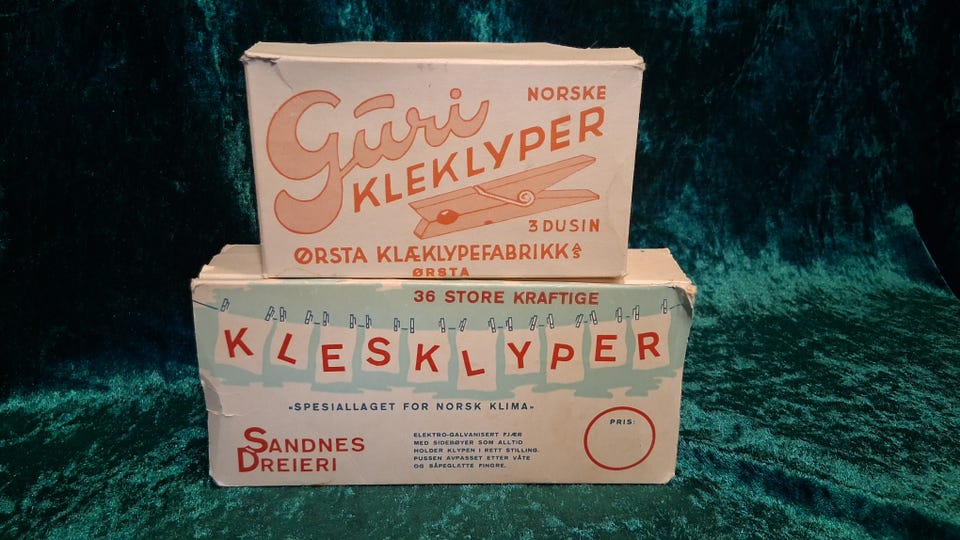 Guri NORSKE
KLEKLYPER
3 DUSIN
ØRSTA KLÆKLYPEFABRIKK A/S
ØRSTA
36 STORE KRAFTIGE
KLESKLYPER
«SPESIALLAGET FOR NORSK KLIMA»
SANDNES
DREIERI
ELEKTRO-GALVANISERT FJÆR
MED SIDEBØYER SOM ALLTID
HOLDER KLYPEN I RETT STILLING.
PUSSEN AVPASSET ETTER VÅTE
OG SÅPEGLATTE FINGRE.
PRIS: